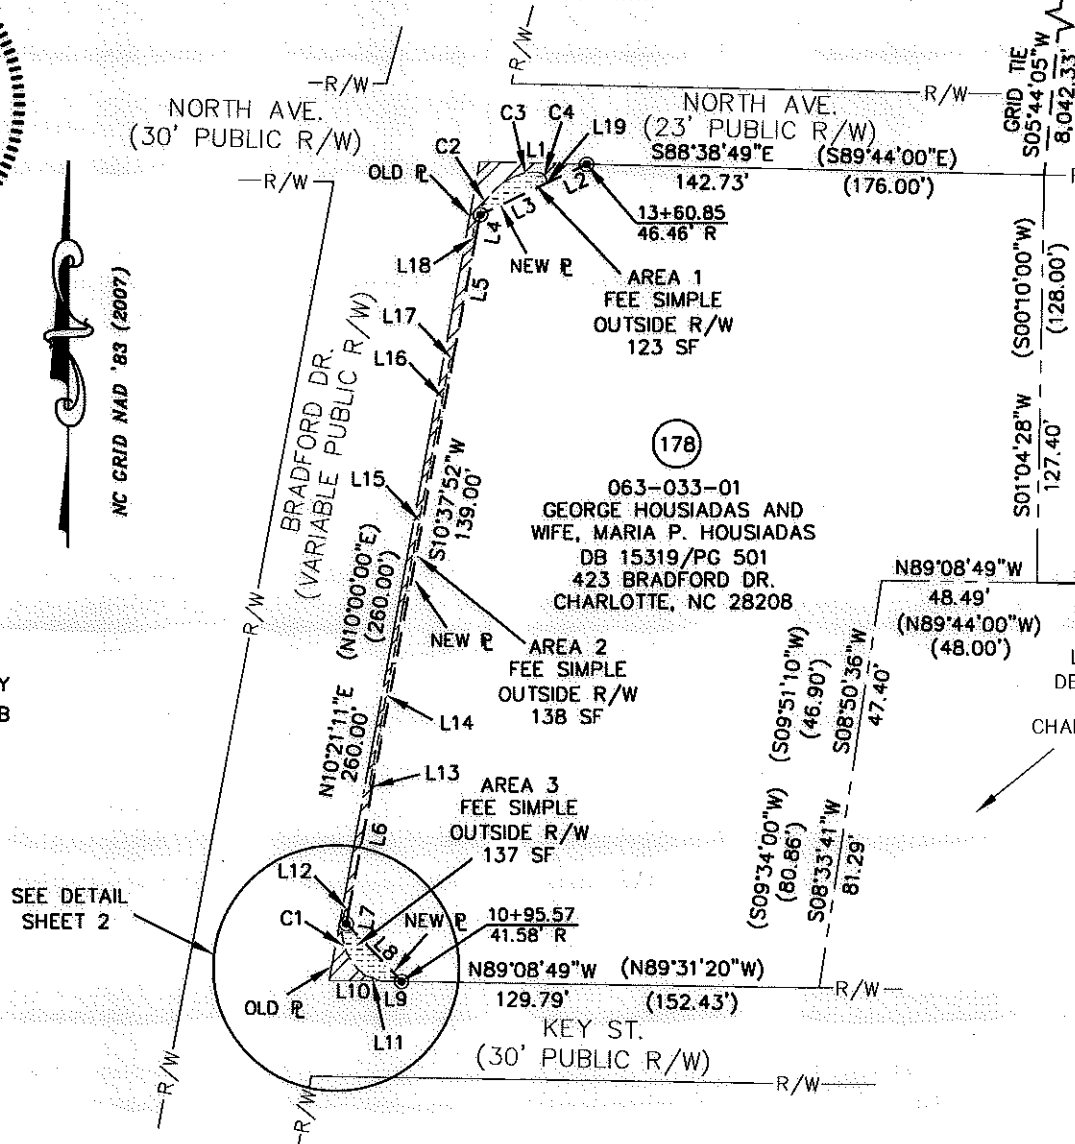 R/W
R/W
NORTH AVE.
(30' PUBLIC R/W)
R/W
NORTH AVE.
(23' PUBLIC R/W)
R/W
GRID TIE
S05°44'05"W
8,042.33'
C3
C4
L1
L19
C2
OLD PL
S88°38'49"E (S89°44'00"E)
142.73' (176.00')
L2
L3
L4
13+60.85
46.46' R
NEW PL
L18
L5
AREA 1
FEE SIMPLE
OUTSIDE R/W
123 SF
NC GRID NAD '83 (2007)
L17
L16
BRADFORD DR.
(VARIABLE PUBLIC R/W)
S01°04'28"W (S00°10'00"W)
127.40' (128.00')
178
063-033-01
GEORGE HOUSIADAS AND
WIFE, MARIA P. HOUSIADAS
DB 15319/PG 501
423 BRADFORD DR.
CHARLOTTE, NC 28208
L15
S10°37'52"W
139.00'
N10°21'11"E (N10°00'00"E)
260.00' (260.00')
R/W
NEW PL
AREA 2
FEE SIMPLE
OUTSIDE R/W
138 SF
N89°08'49"W
48.49'
(N89°44'00"W)
(48.00')
L
DE
CHA
Y
B
(S09°51'10"W)
(46.90')
S08°50'36"W
47.40'
L14
L13
AREA 3
FEE SIMPLE
OUTSIDE R/W
137 SF
L6
(S09°34'00"W)
(80.86')
S08°33'41"W
81.29'
SEE DETAIL
SHEET 2
L12
C1
L7
L8
NEW PL
10+95.57
41.58' R
N89°08'49"W (N89°31'20"W)
129.79' (152.43')
R/W
OLD PL
L10
L9
L11
KEY ST.
(30' PUBLIC R/W)
R/W
R/W
R/W